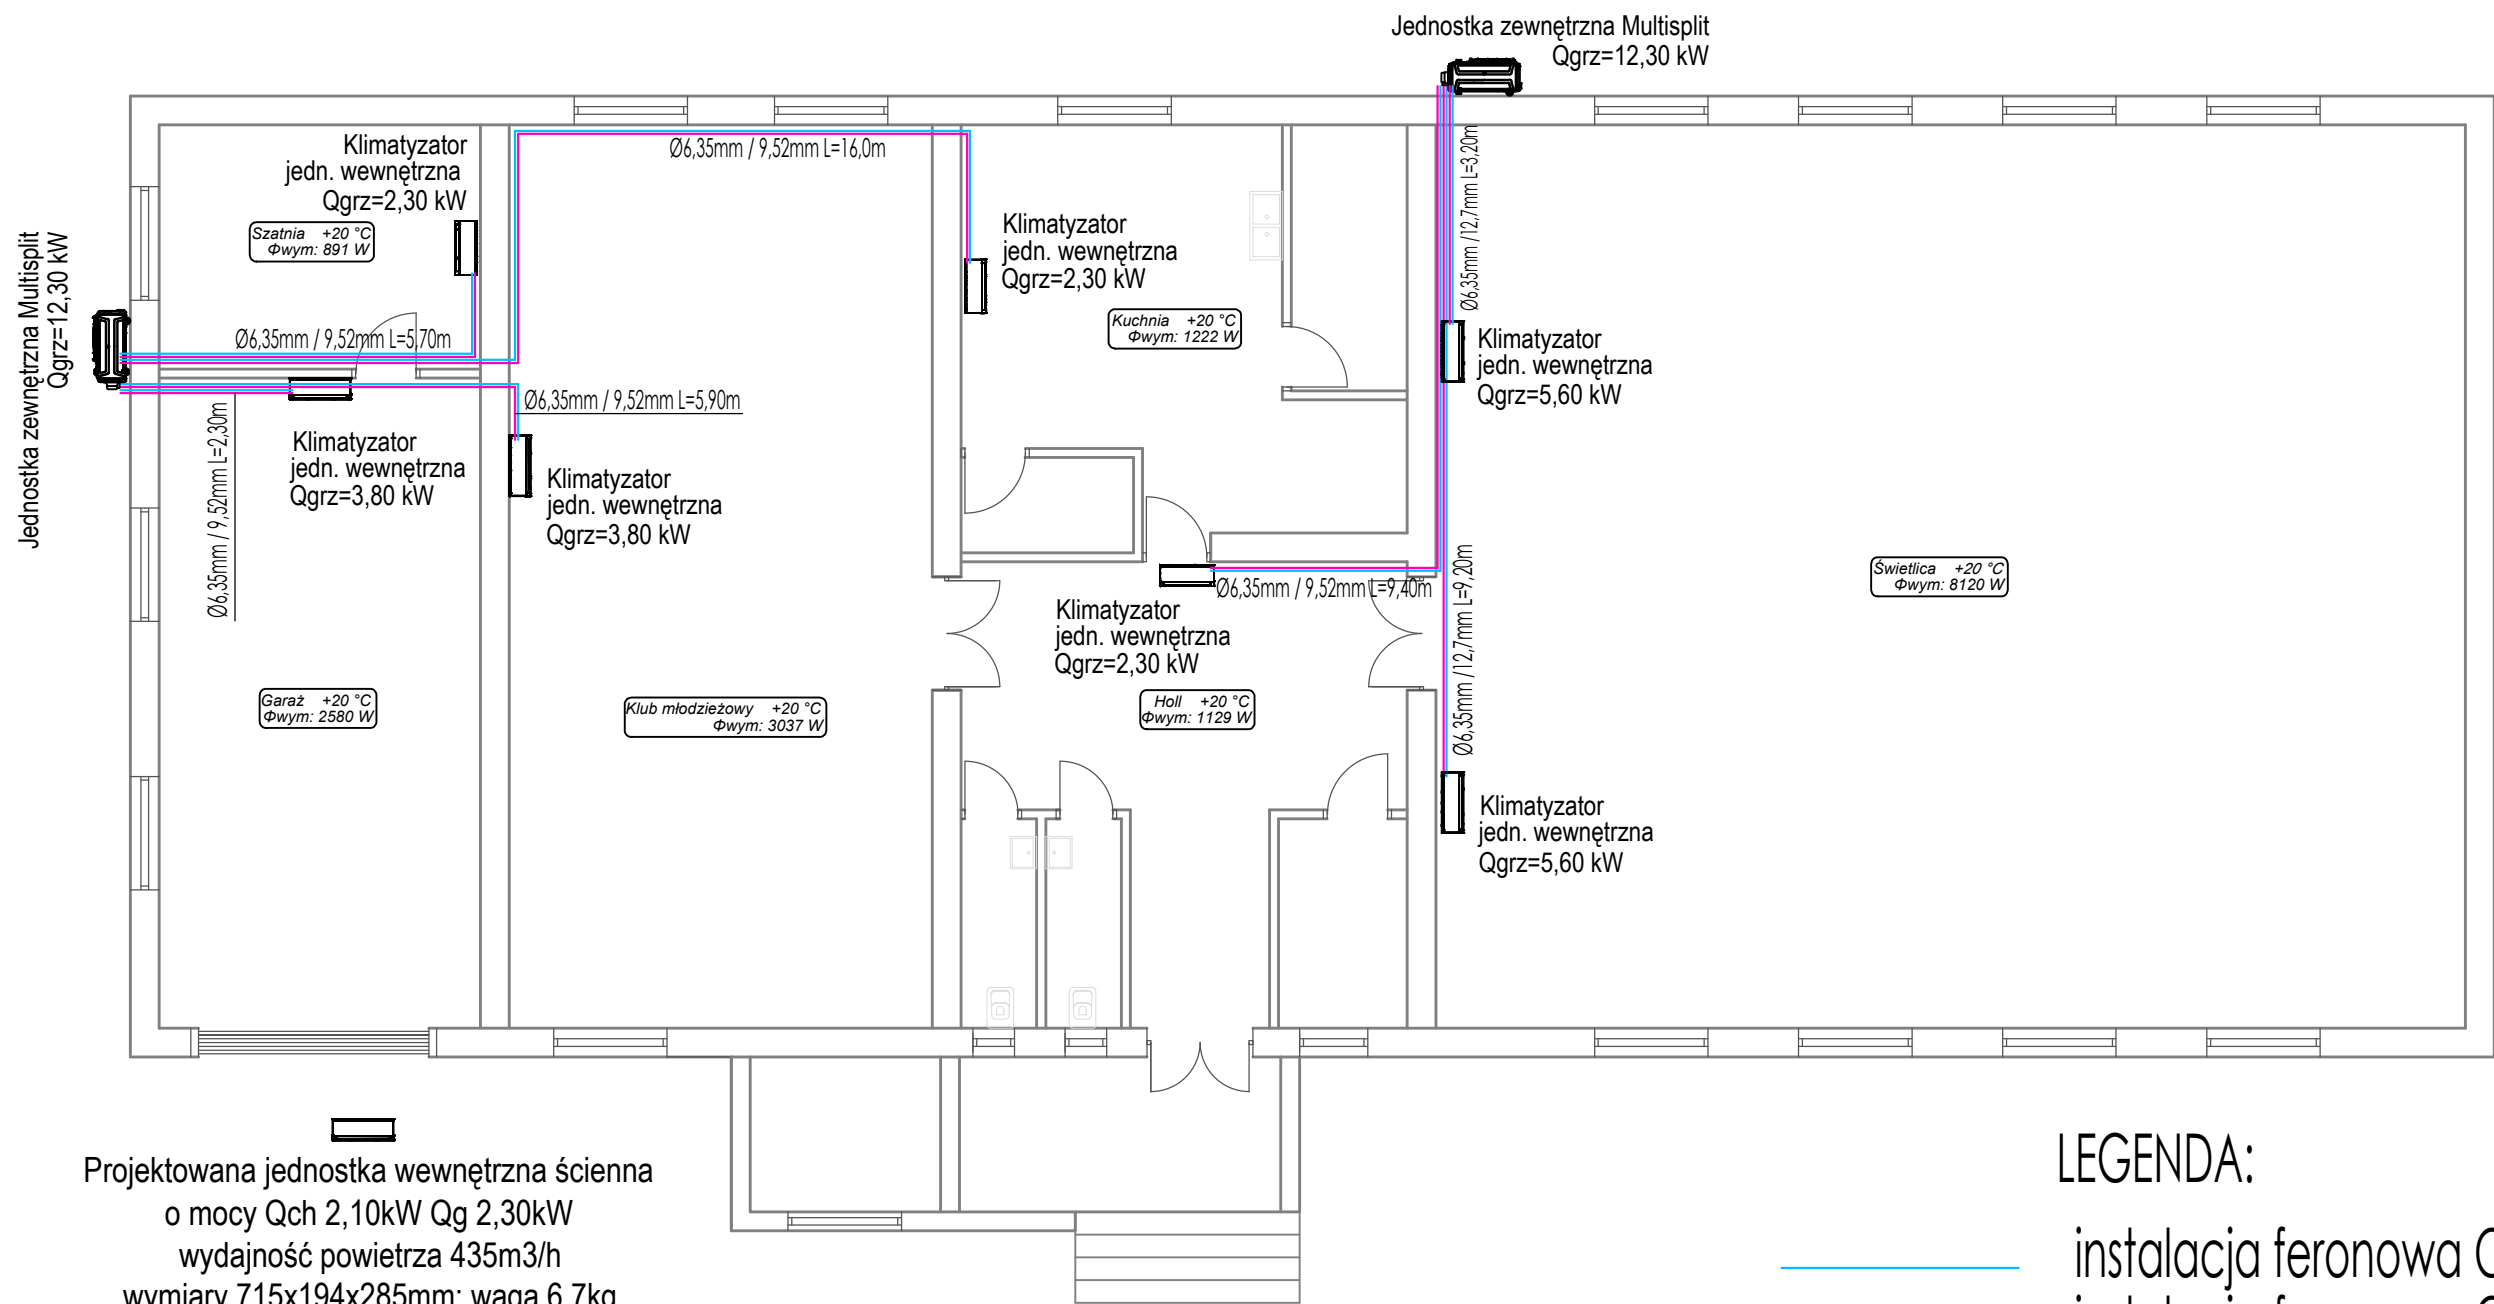 Jednostka zewnętrzna Multisplit
Qgrz=12,30 kW
Klimatyzator
jedn. wewnętrzna
Qgrz=2,30 kW
Szatnia +20 °C
Φwym: 891 W
Jednostka zewnętrzna Multisplit
Qgrz=12,30 kW
Ø6,35mm / 9,52mm L=5,70m
Ø6,35mm / 9,52mm L=16,0m
Klimatyzator
jedn. wewnętrzna
Qgrz=2,30 kW
Kuchnia +20 °C
Φwym: 1222 W
Ø6,35mm /12,7mm L=3,20m
Klimatyzator
jedn. wewnętrzna
Qgrz=5,60 kW
Ø6,35mm / 9,52mm L=5,90m
Ø6,35mm / 9,52mm L=2,30m
Klimatyzator
jedn. wewnętrzna
Qgrz=3,80 kW
Klimatyzator
jedn. wewnętrzna
Qgrz=3,80 kW
Ø6,35mm / 9,52mm L=9,40m
Klimatyzator
jedn. wewnętrzna
Qgrz=2,30 kW
Ø6,35mm /12,7mm L=9,20m
Świetlica +20 °C
Φwym: 8120 W
Garaż +20 °C
Φwym: 2580 W
Klub młodzieżowy +20 °C
Φwym: 3037 W
Holl +20 °C
Φwym: 1129 W
Klimatyzator
jedn. wewnętrzna
Qgrz=5,60 kW
Projektowana jednostka wewnętrzna ścienna
o mocy Qch 2,10kW Qg 2,30kW
wydajność powietrza 435m3/h
wymiary 715x194x285mm; waga 6,7kg
LEGENDA:
instalacja feronowa